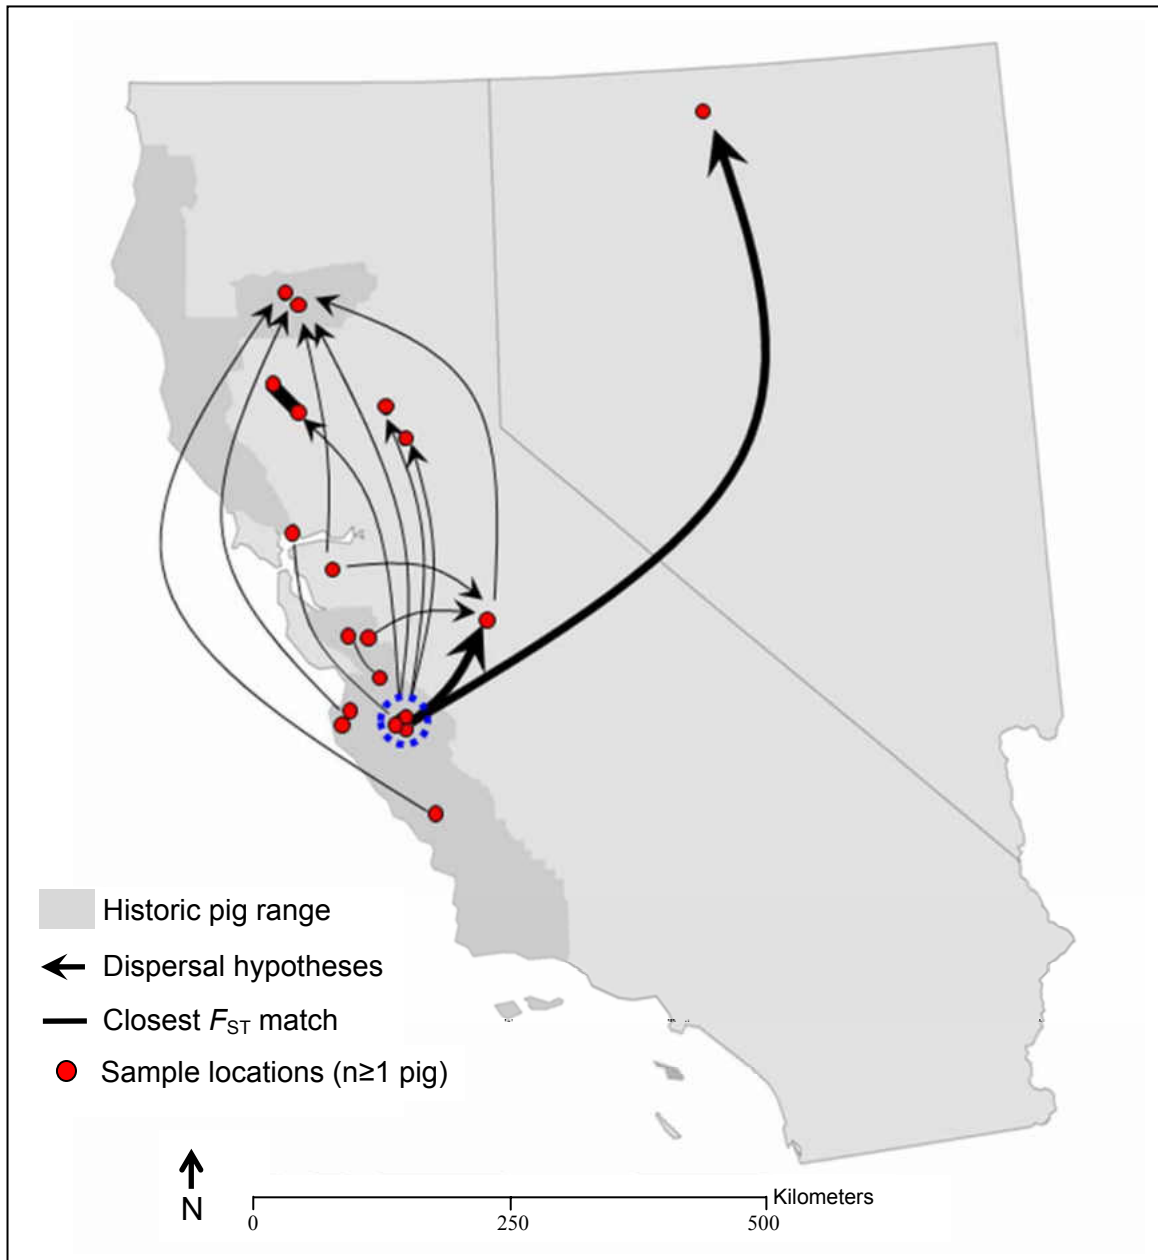 Historic pig range
Dispersal hypotheses
Closest FST match
Sample locations (n≥1 pig)
N
Kilometers
0 250 500